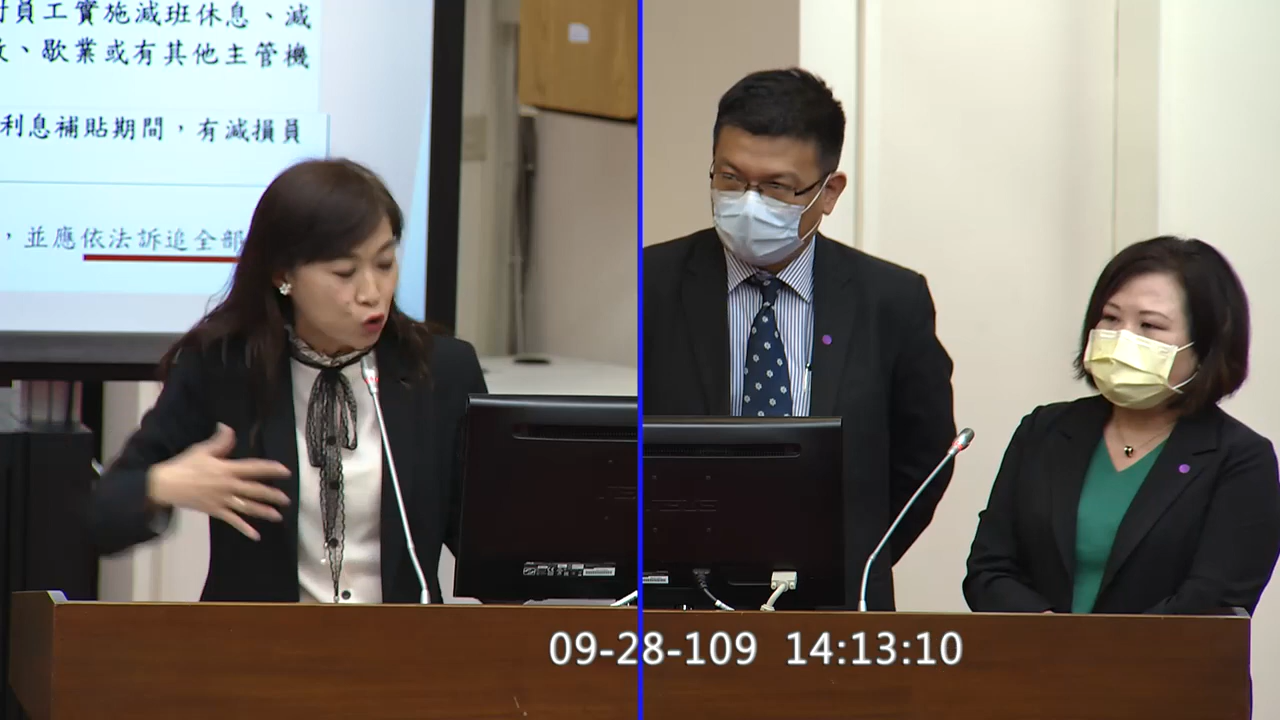 員工實施減班休息、減
、歇業或有其他主管機
利息補貼期間，有減損員
，並應依法訴追全部
09-28-109 14:13:10